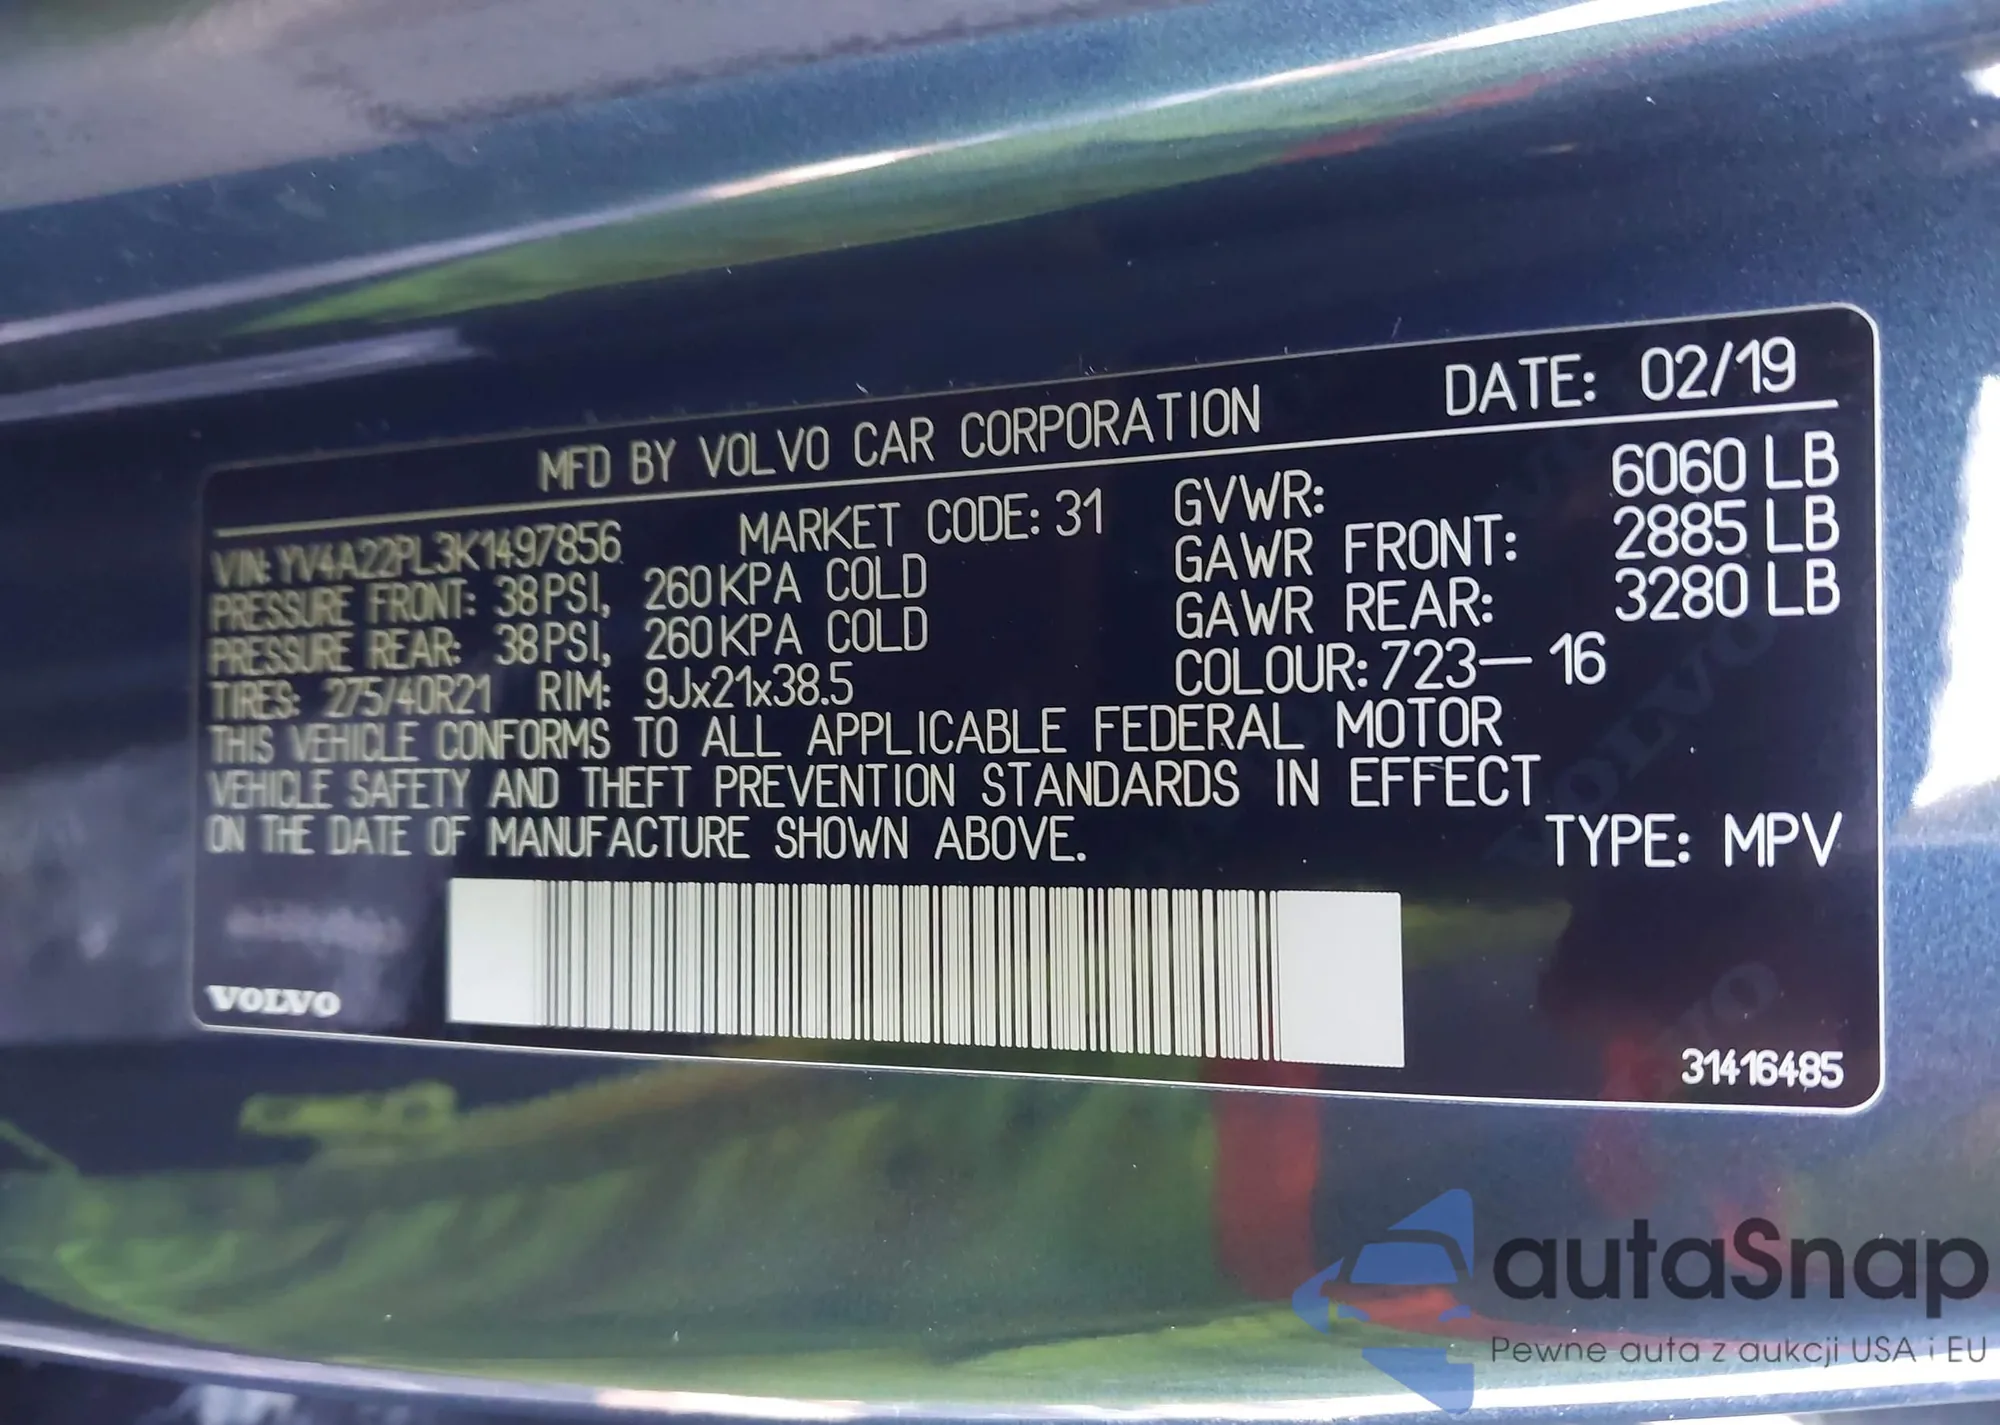 MFD BY VOLVO CAR CORPORATION DATE: 02/19
VIN: YV4A22PL3K1497856 MARKET CODE: 31 GVWR: 6060 LB
PRESSURE FRONT: 38 PSI, 260 KPA COLD GAWR FRONT: 2885 LB
PRESSURE REAR: 38 PSI, 260 KPA COLD GAWR REAR: 3280 LB
TIRES: 275/40R21 RIM: 9Jx21x38.5 COLOUR: 723— 16
THIS VEHICLE CONFORMS TO ALL APPLICABLE FEDERAL MOTOR
VEHICLE SAFETY AND THEFT PREVENTION STANDARDS IN EFFECT
ON THE DATE OF MANUFACTURE SHOWN ABOVE. TYPE: MPV
VOLVO
31416485
autaSnap
Pewne auta z aukcji USA i EU